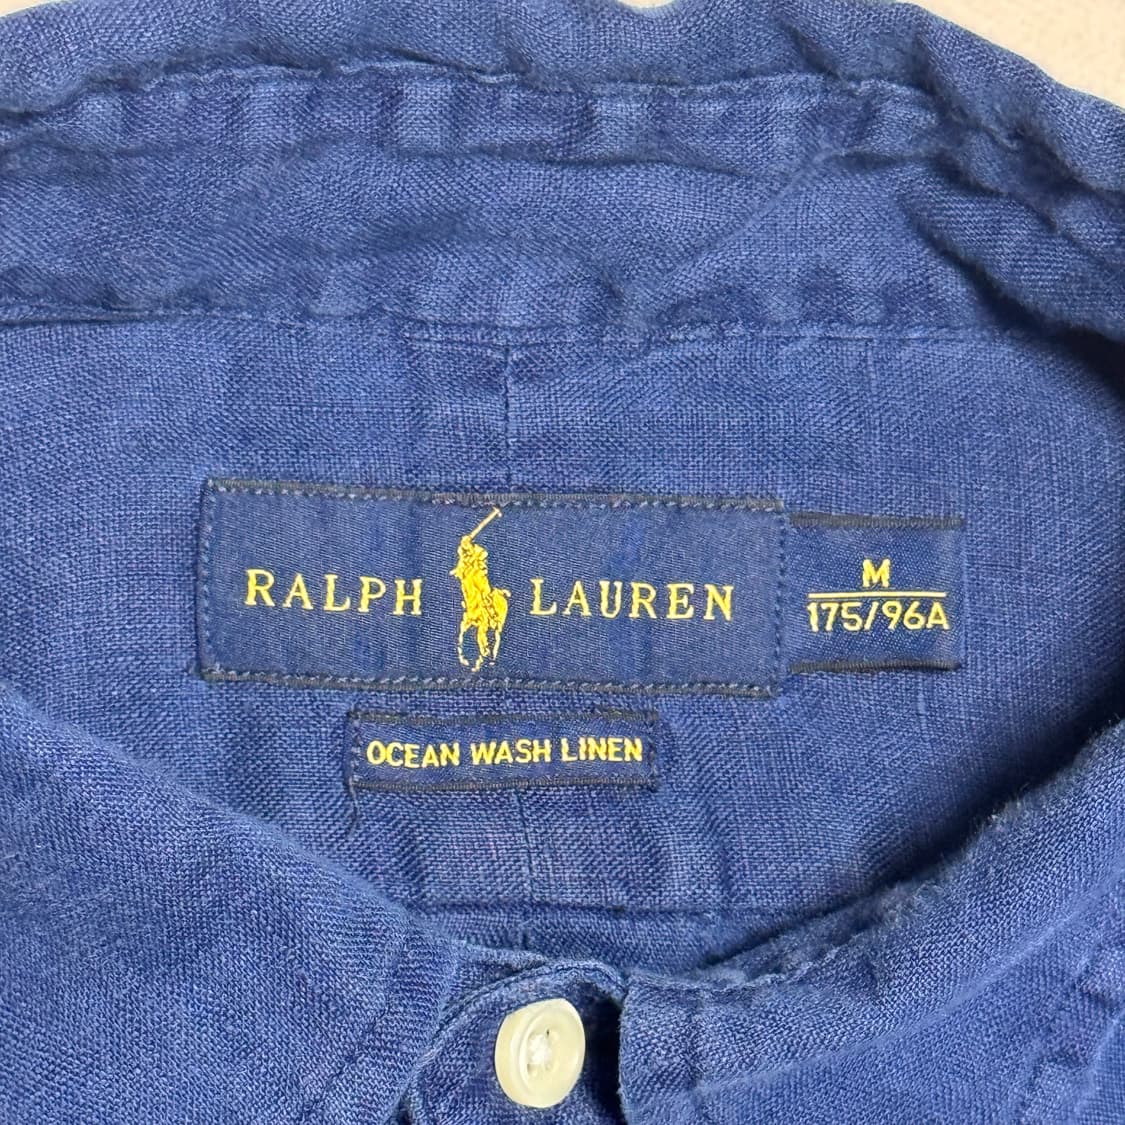 RALPH LAUREN
M
175/96A
OCEAN WASH LINEN